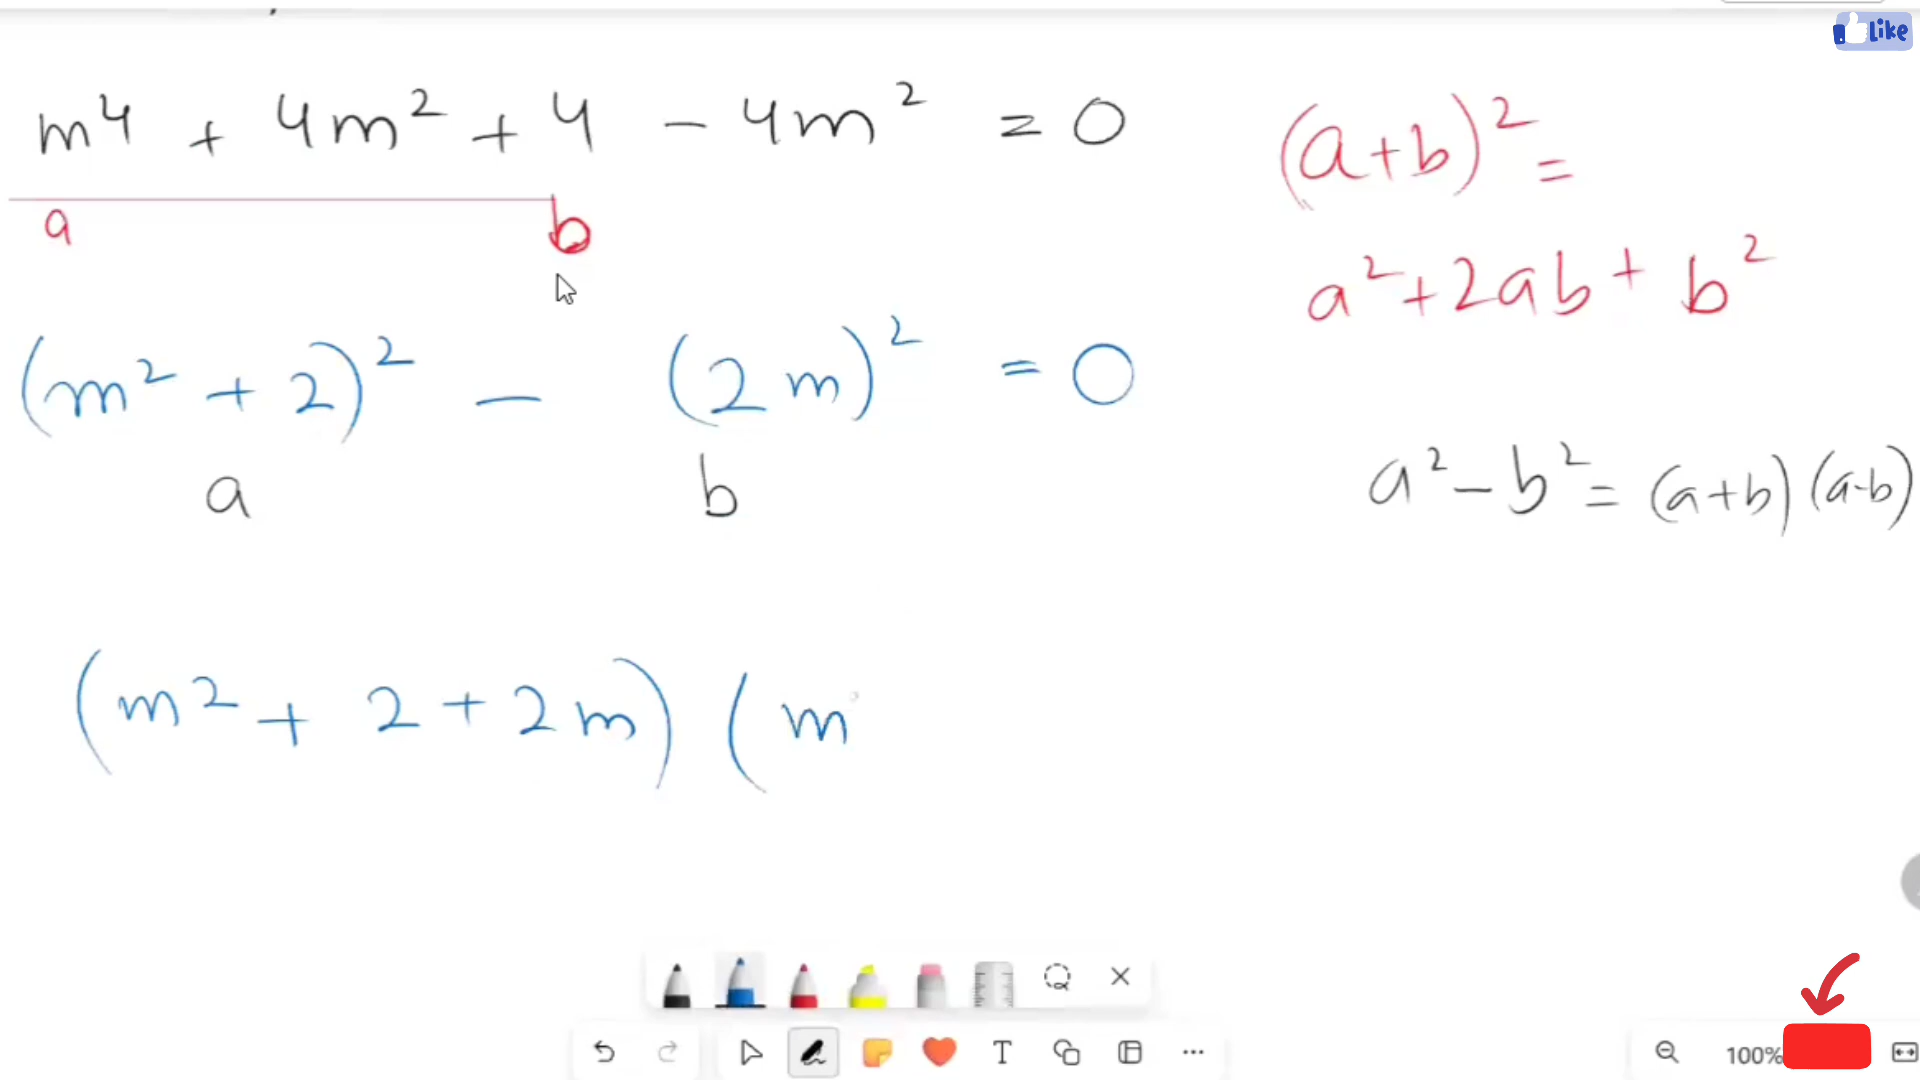 Like
m⁴ + 4m² + 4 - 4m² = 0
a b
(m² + 2)² - (2m)² = 0
a b
(m² + 2 + 2m) (m
(a+b)² =
a² + 2ab + b²
a² - b² = (a+b) (a-b)
T
100%